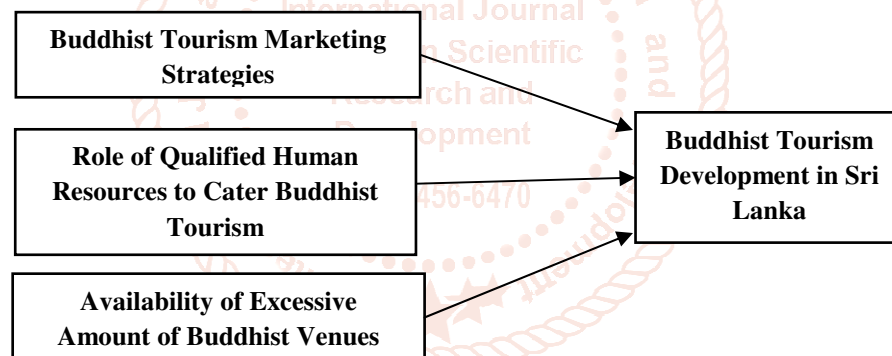 International Journal
Buddhist Tourism Marketing
Strategies
Scientific
and
Research and
Development
Role of Qualified Human
Resources to Cater Buddhist
Tourism
456-6470
Buddhist Tourism
Development in Sri
Lanka
Availability of Excessive
Amount of Buddhist Venues